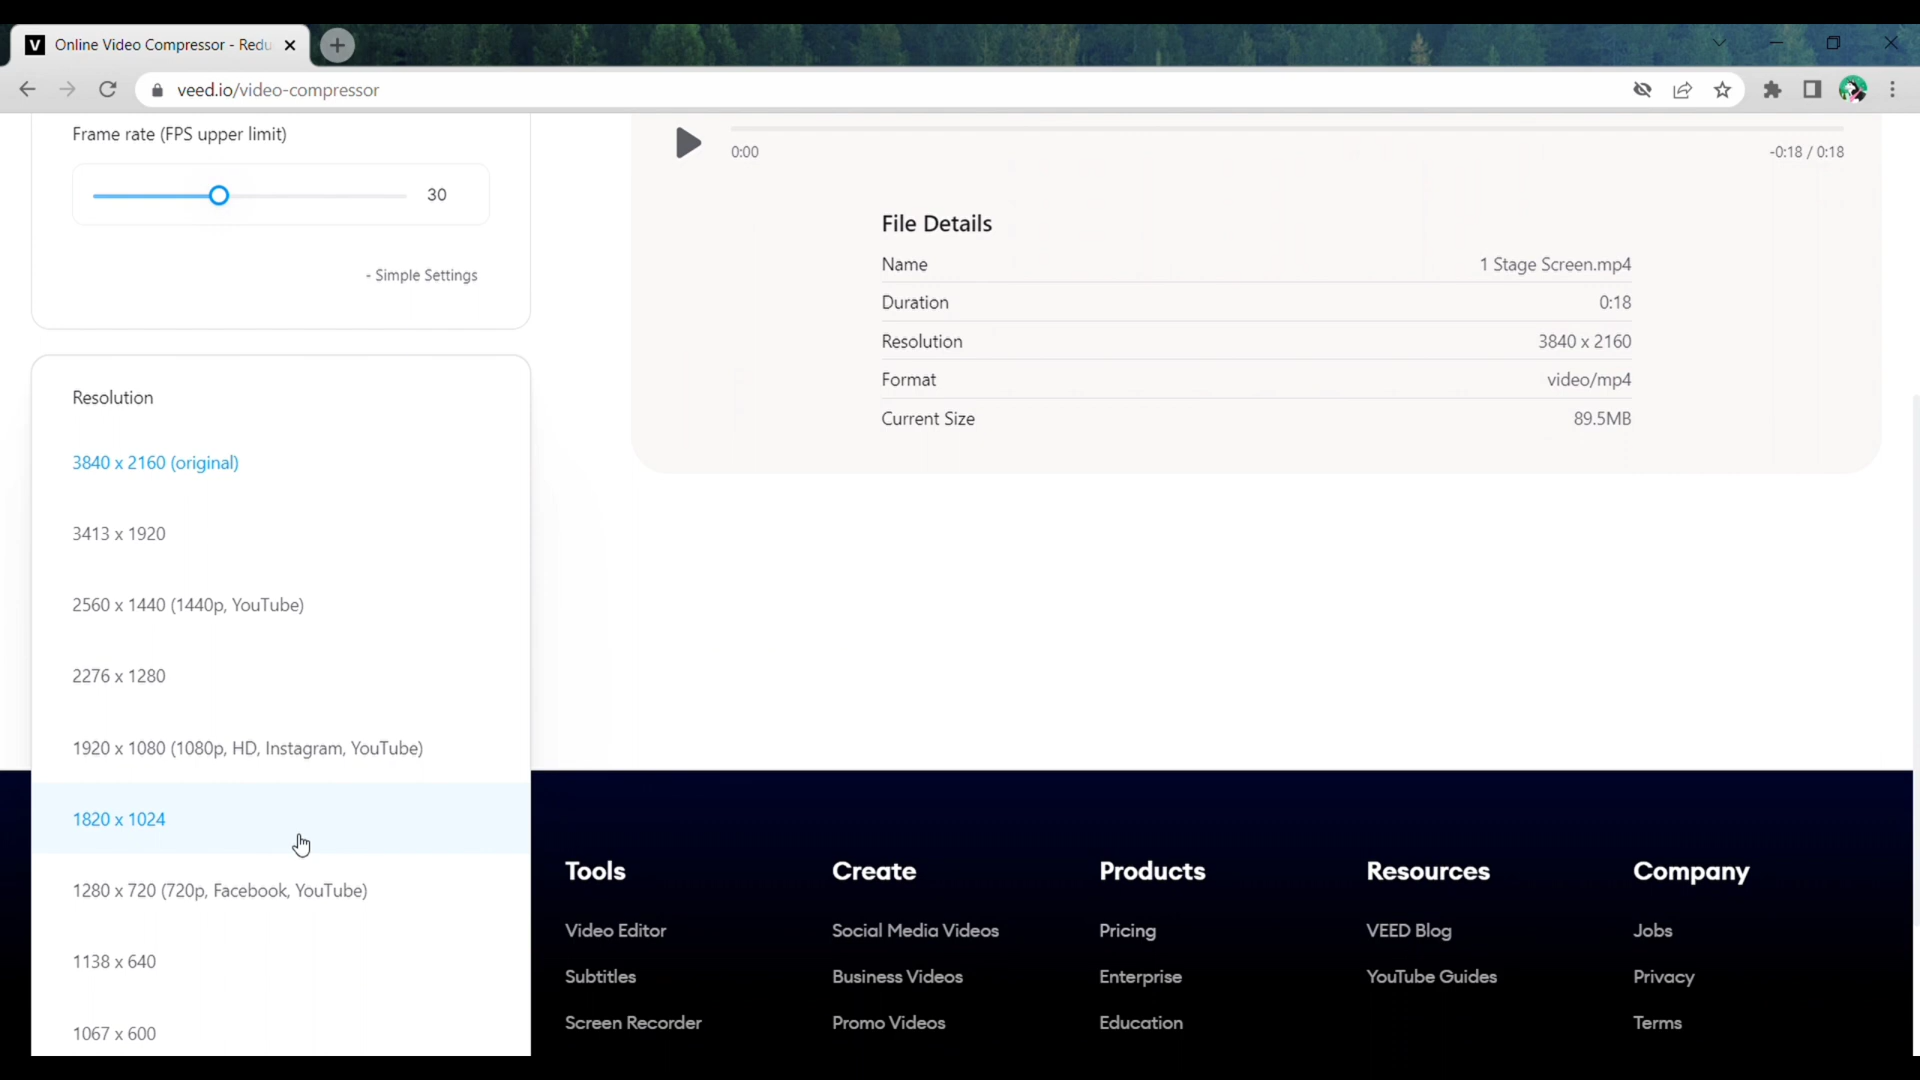 V Online Video Compressor - Redu
veed.io/video-compressor
Frame rate (FPS upper limit)
30
- Simple Settings
0:00
-0:18 / 0:18
File Details
Name 1 Stage Screen.mp4
Duration 0:18
Resolution 3840 x 2160
Format video/mp4
Current Size 89.5MB
Resolution
3840 x 2160 (original)
3413 x 1920
2560 x 1440 (1440p, YouTube)
2276 x 1280
1920 x 1080 (1080p, HD, Instagram, YouTube)
1820 x 1024
1280 x 720 (720p, Facebook, YouTube)
1138 x 640
1067 x 600
Tools
Video Editor
Subtitles
Screen Recorder
Create
Social Media Videos
Business Videos
Promo Videos
Products
Pricing
Enterprise
Education
Resources
VEED Blog
YouTube Guides
Company
Jobs
Privacy
Terms